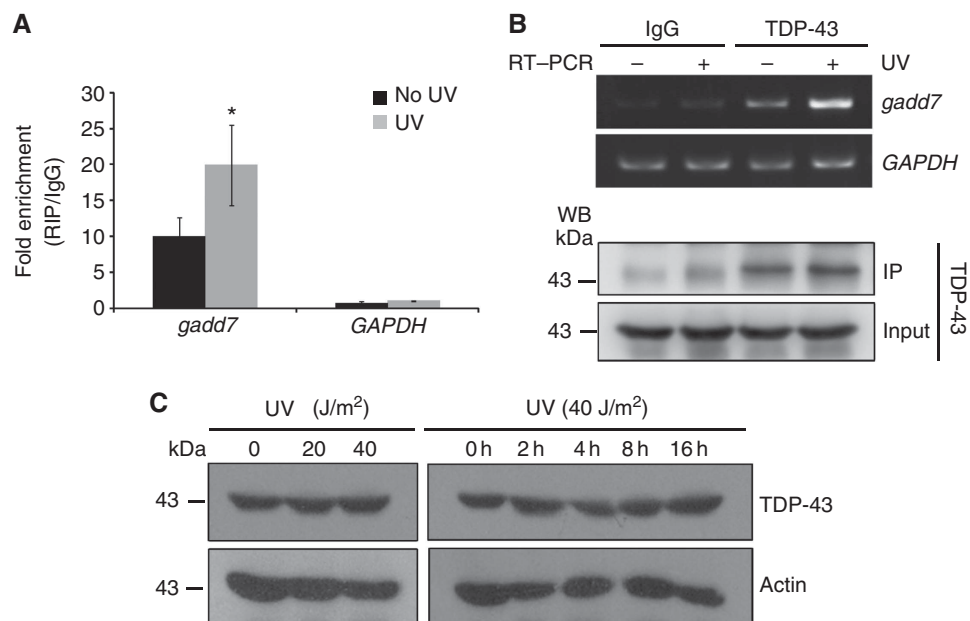 A
Fold enrichment
(RIP/IgG)
30
25
20
15
10
5
0
*
No UV
UV
gadd7
GAPDH
B
IgG
TDP-43
RT–PCR
–
+
–
+
UV
gadd7
GAPDH
WB
kDa
43
IP
43
Input
TDP-43
C
UV (J/m²)
UV (40 J/m²)
kDa
0
20
40
0 h
2 h
4 h
8 h
16 h
43
TDP-43
43
Actin